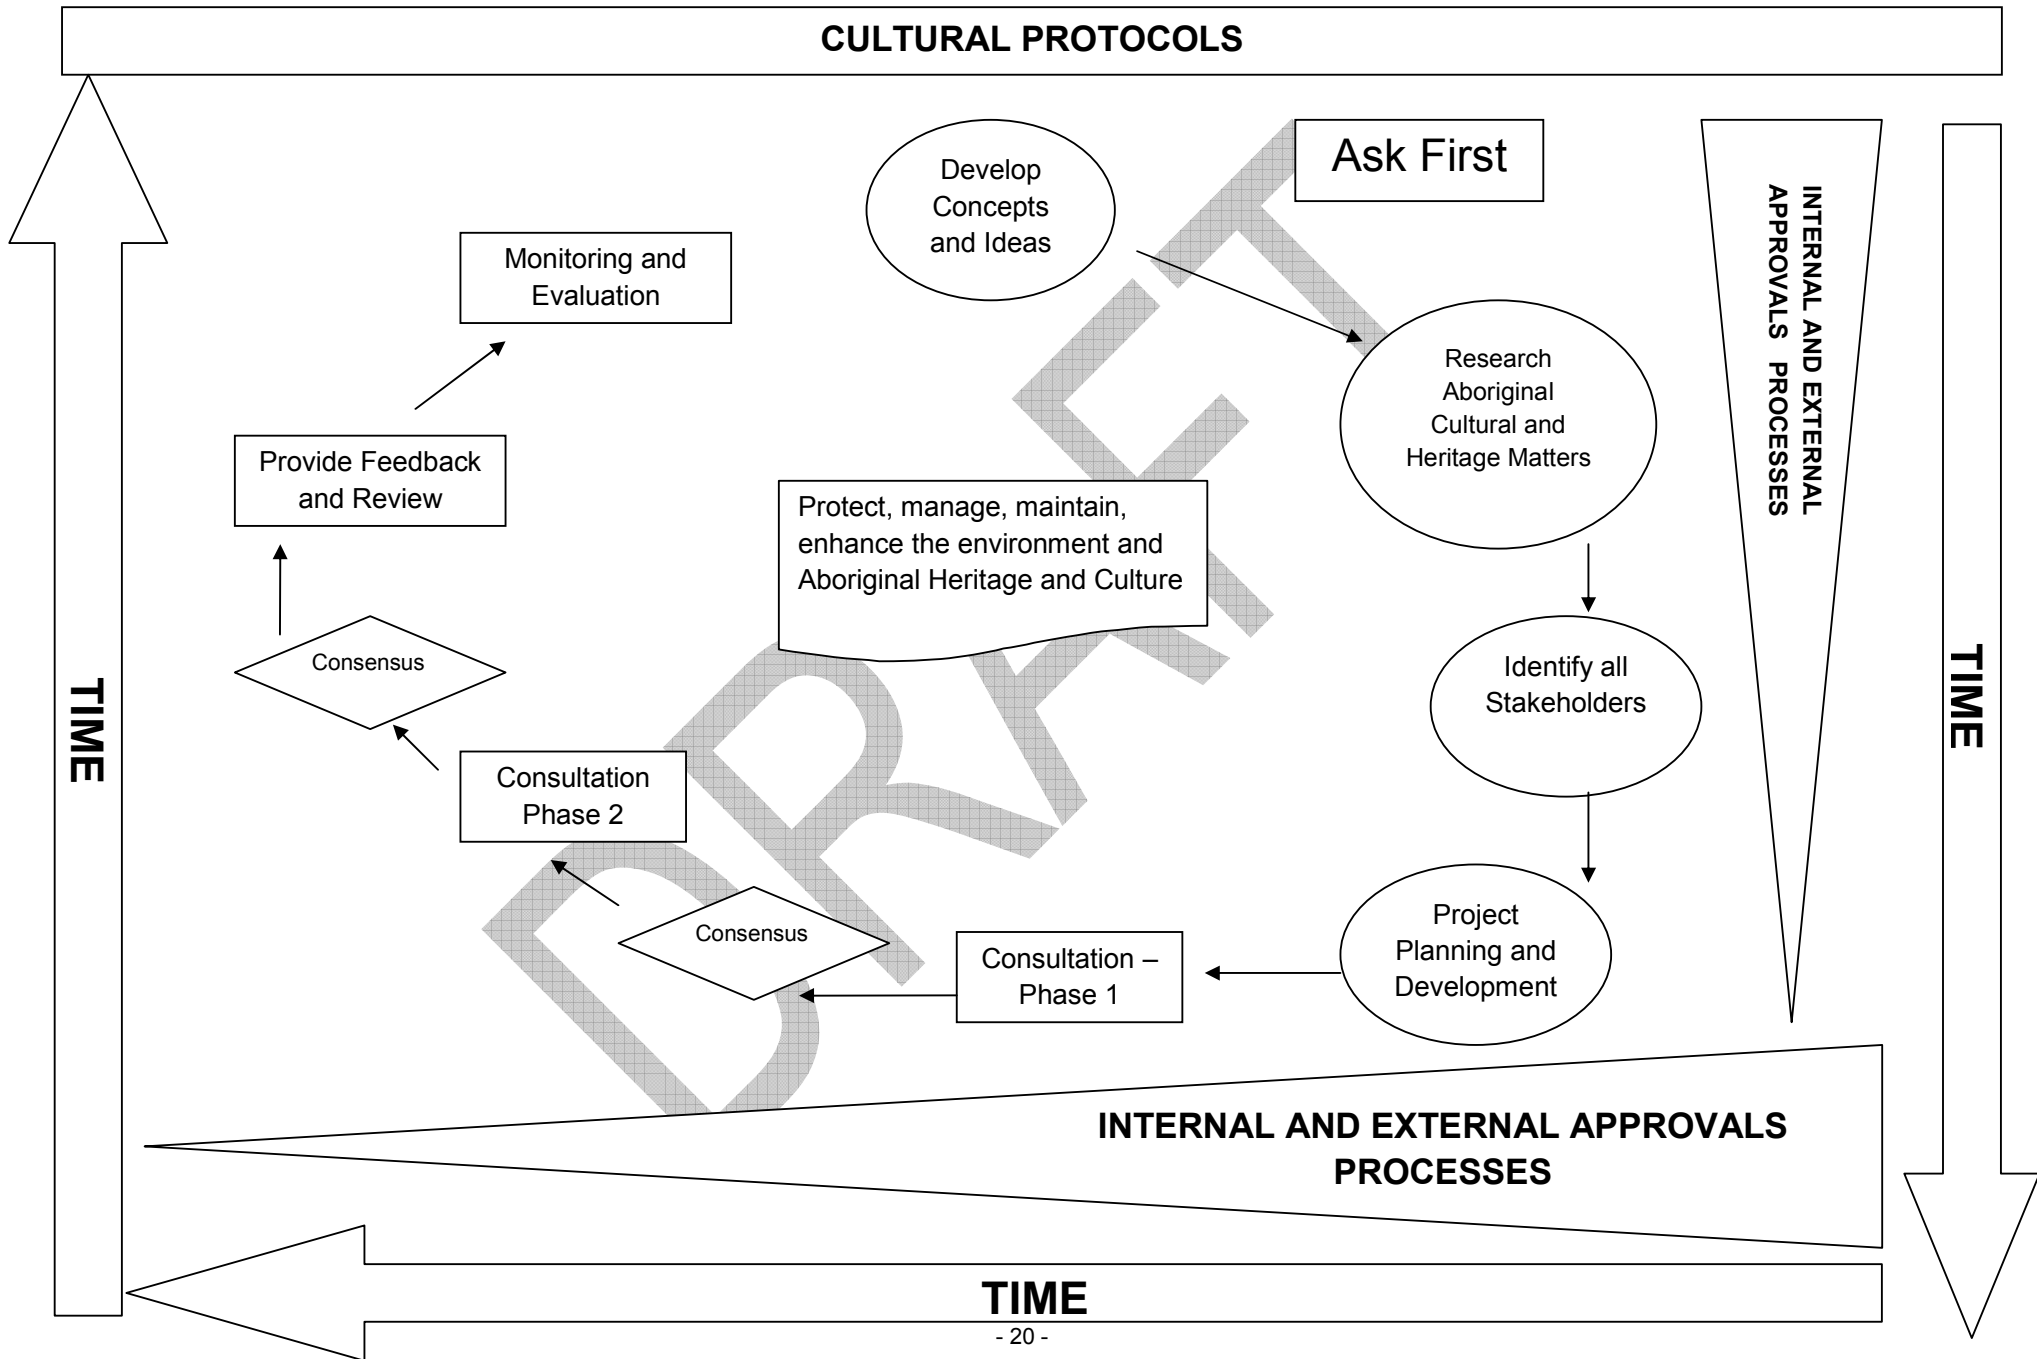 CULTURAL PROTOCOLS
Develop
Concepts
and Ideas
Ask First
INTERNAL AND EXTERNAL
APPROVALS PROCESSES
Monitoring and
Evaluation
Research
Aboriginal
Cultural and
Heritage Matters
Provide Feedback
and Review
Protect, manage, maintain,
enhance the environment and
Aboriginal Heritage and Culture
Consensus
Identify all
Stakeholders
TIME
TIME
Consultation
Phase 2
Consensus
Consultation –
Phase 1
Project
Planning and
Development
DRAFT
INTERNAL AND EXTERNAL APPROVALS
PROCESSES
TIME
- 20 -